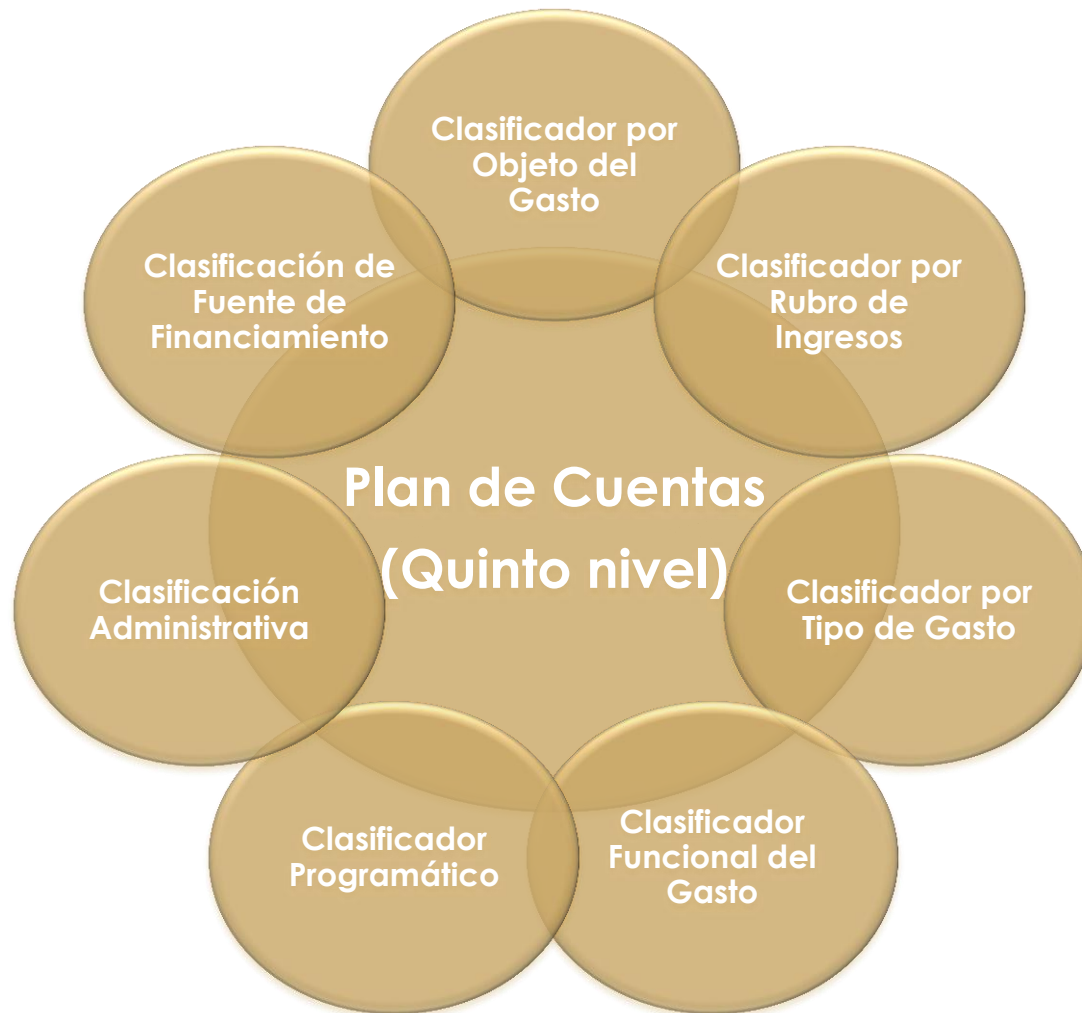 Clasificador por
Objeto del
Gasto
Clasificación de
Fuente de
Financiamiento
Clasificador por
Rubro de
Ingresos
Plan de Cuentas
(Quinto nivel)
Clasificación
Administrativa
Clasificador por
Tipo de Gasto
Clasificador
Programático
Clasificador
Funcional del
Gasto